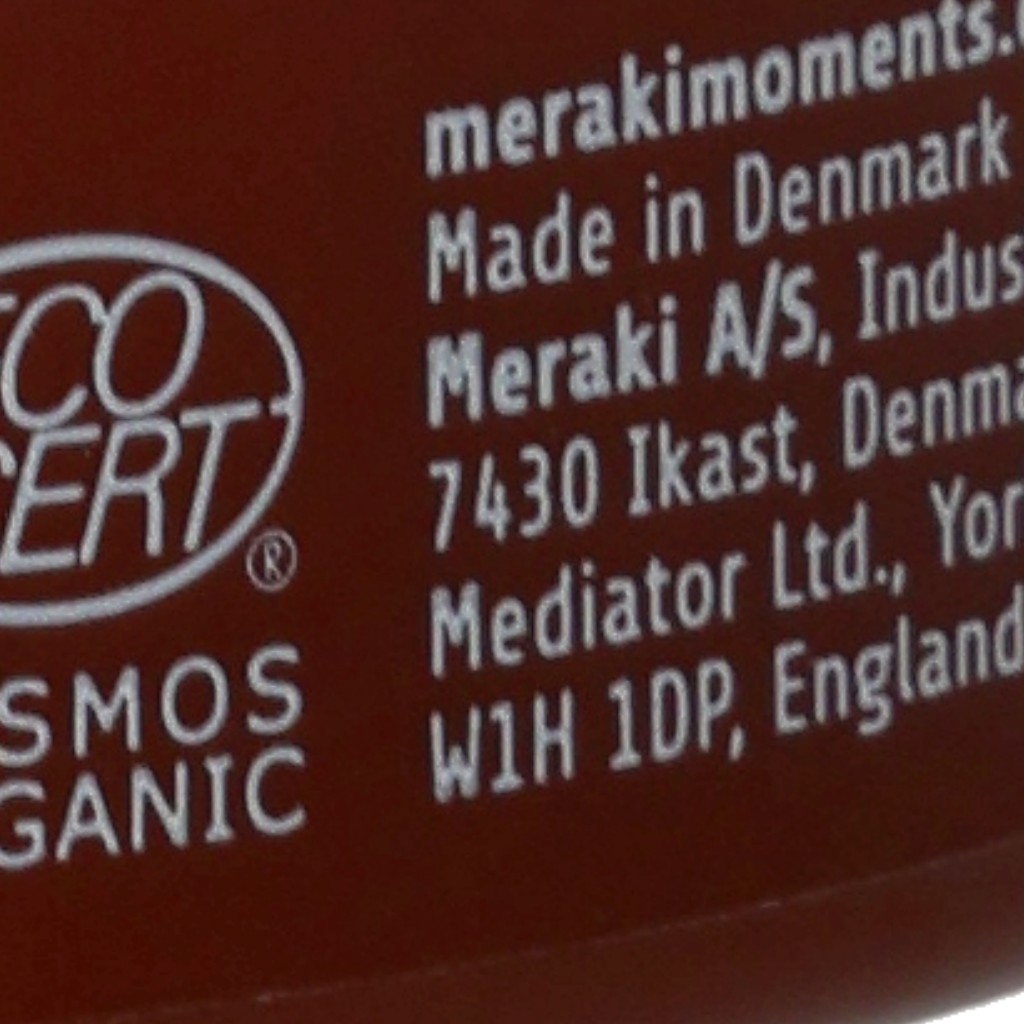 CO
CERT
®
SMOS
GANIC
merakimoments.
Made in Denmark
Meraki A/S, Indus
7430 Ikast, Denma
Mediator Ltd., Yor
W1H 1DP, England